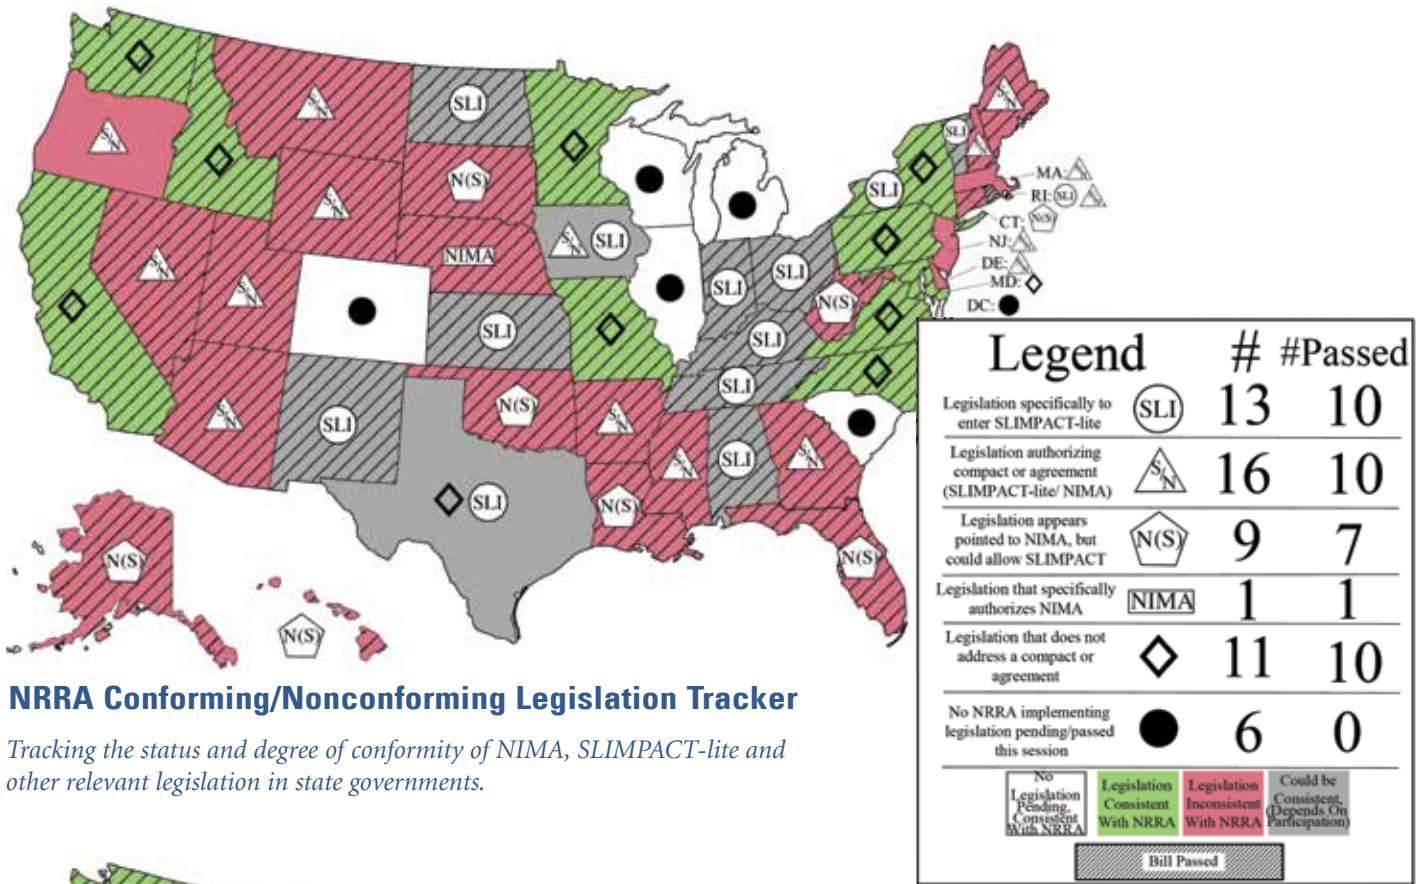 SLI
S/N
N(S)
S/N
SLI
S/N
S/N
SLI
MA: S/N
RI: SLI S/N
CT: N(S)
NJ: S/N
DE: S/N
MD:
DC:
S/N
NIMA
S/N
SLI
S/N
S/N
SLI
SLI
N(S)
SLI
SLI
SLI
S/N
SLI
N(S)
S/N
S/N
SLI
S/N
SLI
N(S)
N(S)
N(S)
N(S)
Legend # #Passed
Legislation specifically to
enter SLIMPACT-lite
SLI 13 10
Legislation authorizing
compact or agreement
(SLIMPACT-lite/ NIMA)
S/N 16 10
Legislation appears
pointed to NIMA, but
could allow SLIMPACT
N(S) 9 7
Legislation that specifically
authorizes NIMA
NIMA 1 1
Legislation that does not
address a compact or
agreement
11 10
No NRRA implementing
legislation pending/passed
this session
6 0
No
Legislation
Pending,
Consistent
With NRRA
Legislation
Consistent
With NRRA
Legislation
Inconsistent
With NRRA
Could be
Consistent,
(Depends On
Participation)
Bill Passed
NRRA Conforming/Nonconforming Legislation Tracker
Tracking the status and degree of conformity of NIMA, SLIMPACT-lite and
other relevant legislation in state governments.